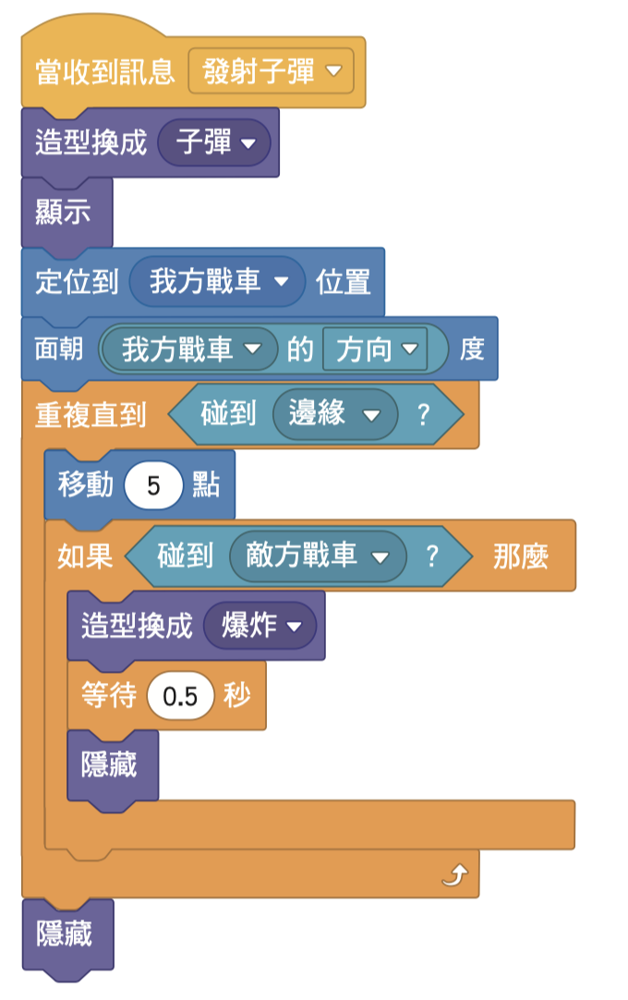 當收到訊息 發射子彈
造型換成 子彈
顯示
定位到 我方戰車 位置
面朝 我方戰車 的 方向 度
重複直到 碰到 邊緣 ?
移動 5 點
如果 碰到 敵方戰車 ? 那麼
造型換成 爆炸
等待 0.5 秒
隱藏
隱藏